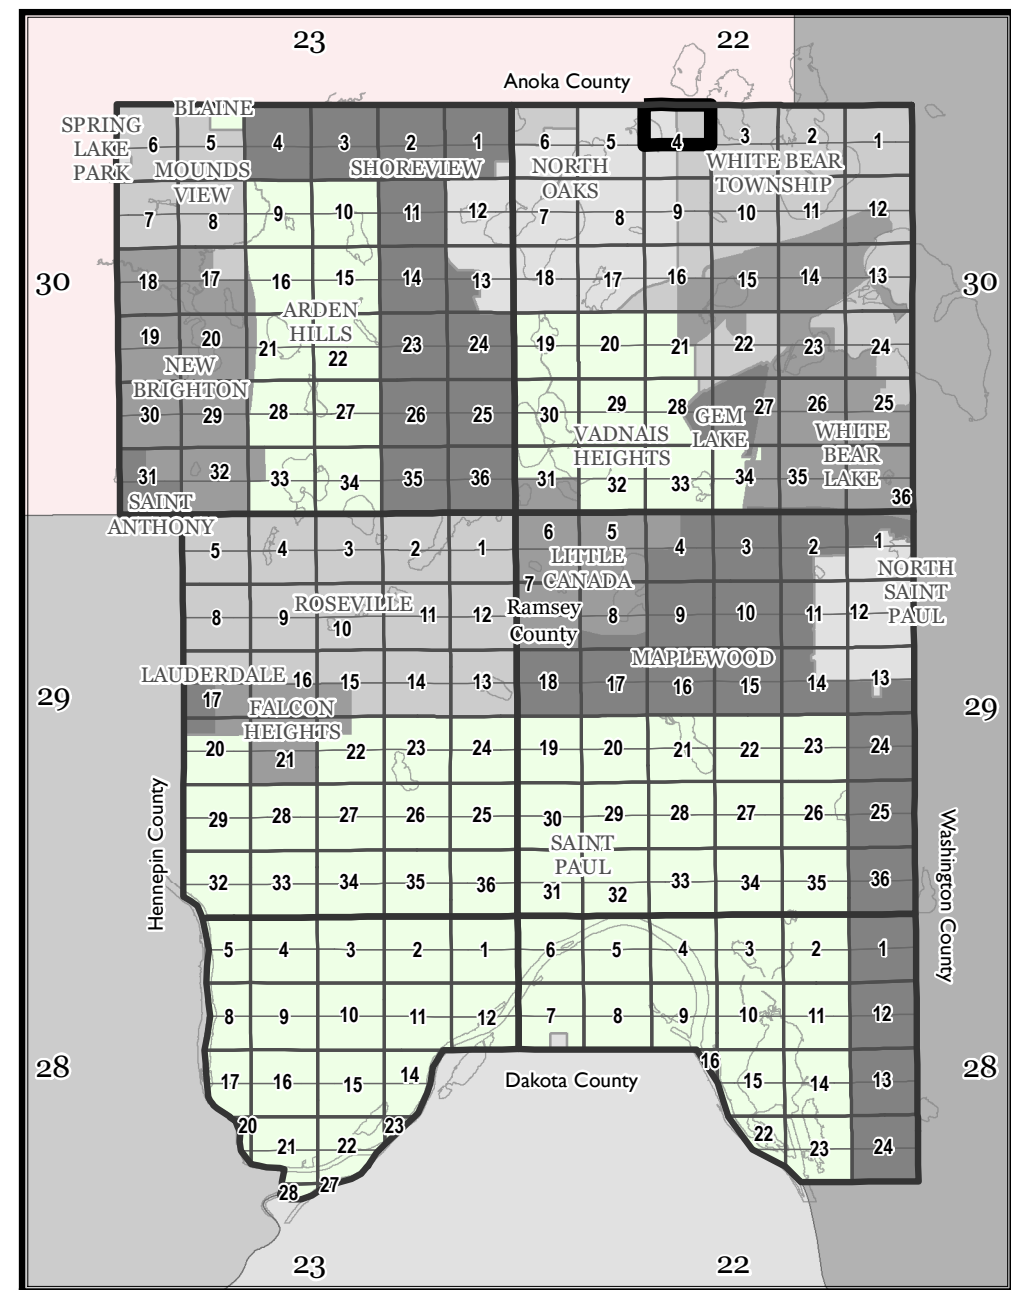 23 22
Anoka County
BLAINE
SPRING
LAKE
PARK
6 5 4 3 2 1 6 5 4 3 2 1
MOUNDS
VIEW
SHOREVIEW
NORTH
OAKS
WHITE BEAR
TOWNSHIP
7 8 9 10 11 12 7 8 9 10 11 12
30 18 17 16 15 14 13 18 17 16 15 14 13 30
ARDEN
HILLS
19 20 21 22 23 24 19 20 21 22 23 24
NEW
BRIGHTON
30 29 28 27 26 25 30 29 28 27 26 25
GEM
LAKE
VADNAIS
HEIGHTS
WHITE
BEAR
LAKE
31 32 33 34 35 36 31 32 33 34 35 36
SAINT
ANTHONY
5 4 3 2 1 6 5 4 3 2 1
LITTLE
CANADA
NORTH
SAINT
PAUL
8 9 10 11 12 7 8 9 10 11 12
ROSEVILLE
Ramsey
County
MAPLEWOOD
LAUDERDALE
29 17 16 15 14 13 18 17 16 15 14 13 29
FALCON
HEIGHTS
20 21 22 23 24 19 20 21 22 23 24
29 28 27 26 25 30 29 28 27 26 25
SAINT
PAUL
32 33 34 35 36 31 32 33 34 35 36
Hennepin County
Washington County
5 4 3 2 1 6 5 4 3 2 1
8 9 10 11 12 7 8 9 10 11 12
28 17 16 15 14 16 15 14 13 28
Dakota County
20 21 22 23 22 23 24
28 27
23 22